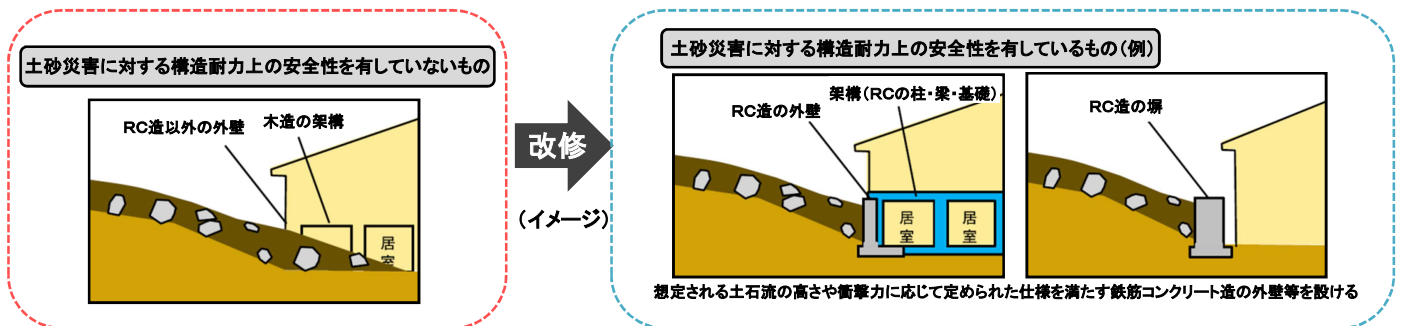 土砂災害に対する構造耐力上の安全性を有していないもの
RC造以外の外壁
木造の架構
居
室
改修
(イメージ)
土砂災害に対する構造耐力上の安全性を有しているもの(例)
RC造の外壁
架構(RCの柱・梁・基礎)
居
室
居
室
RC造の塀
想定される土石流の高さや衝撃力に応じて定められた仕様を満たす鉄筋コンクリート造の外壁等を設ける